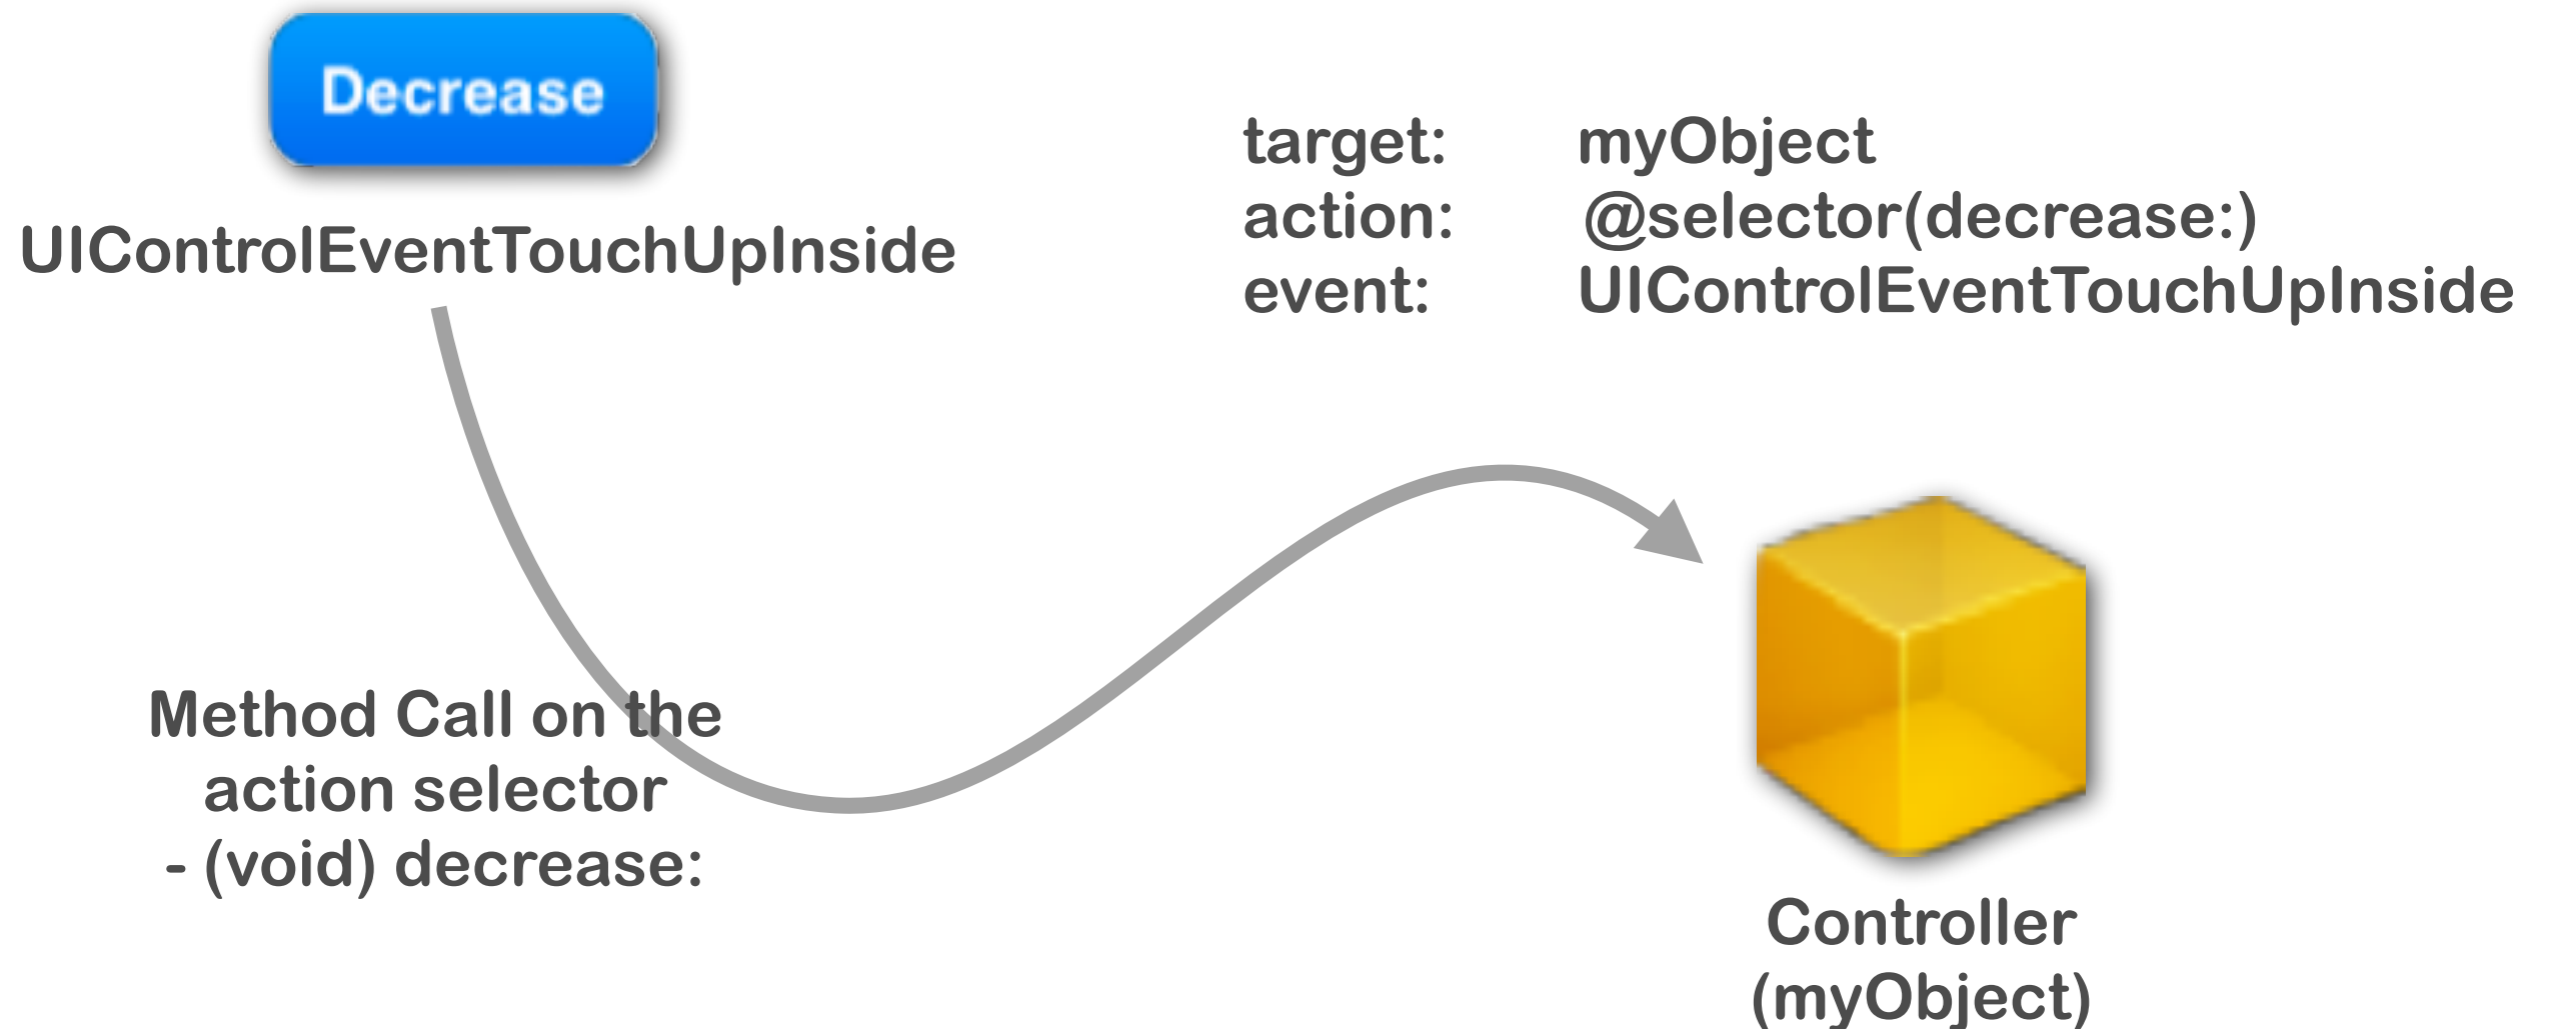 Decrease
UIControlEventTouchUpInside
target: myObject
action: @selector(decrease:)
event: UIControlEventTouchUpInside
Method Call on the
action selector
- (void) decrease:
Controller
(myObject)